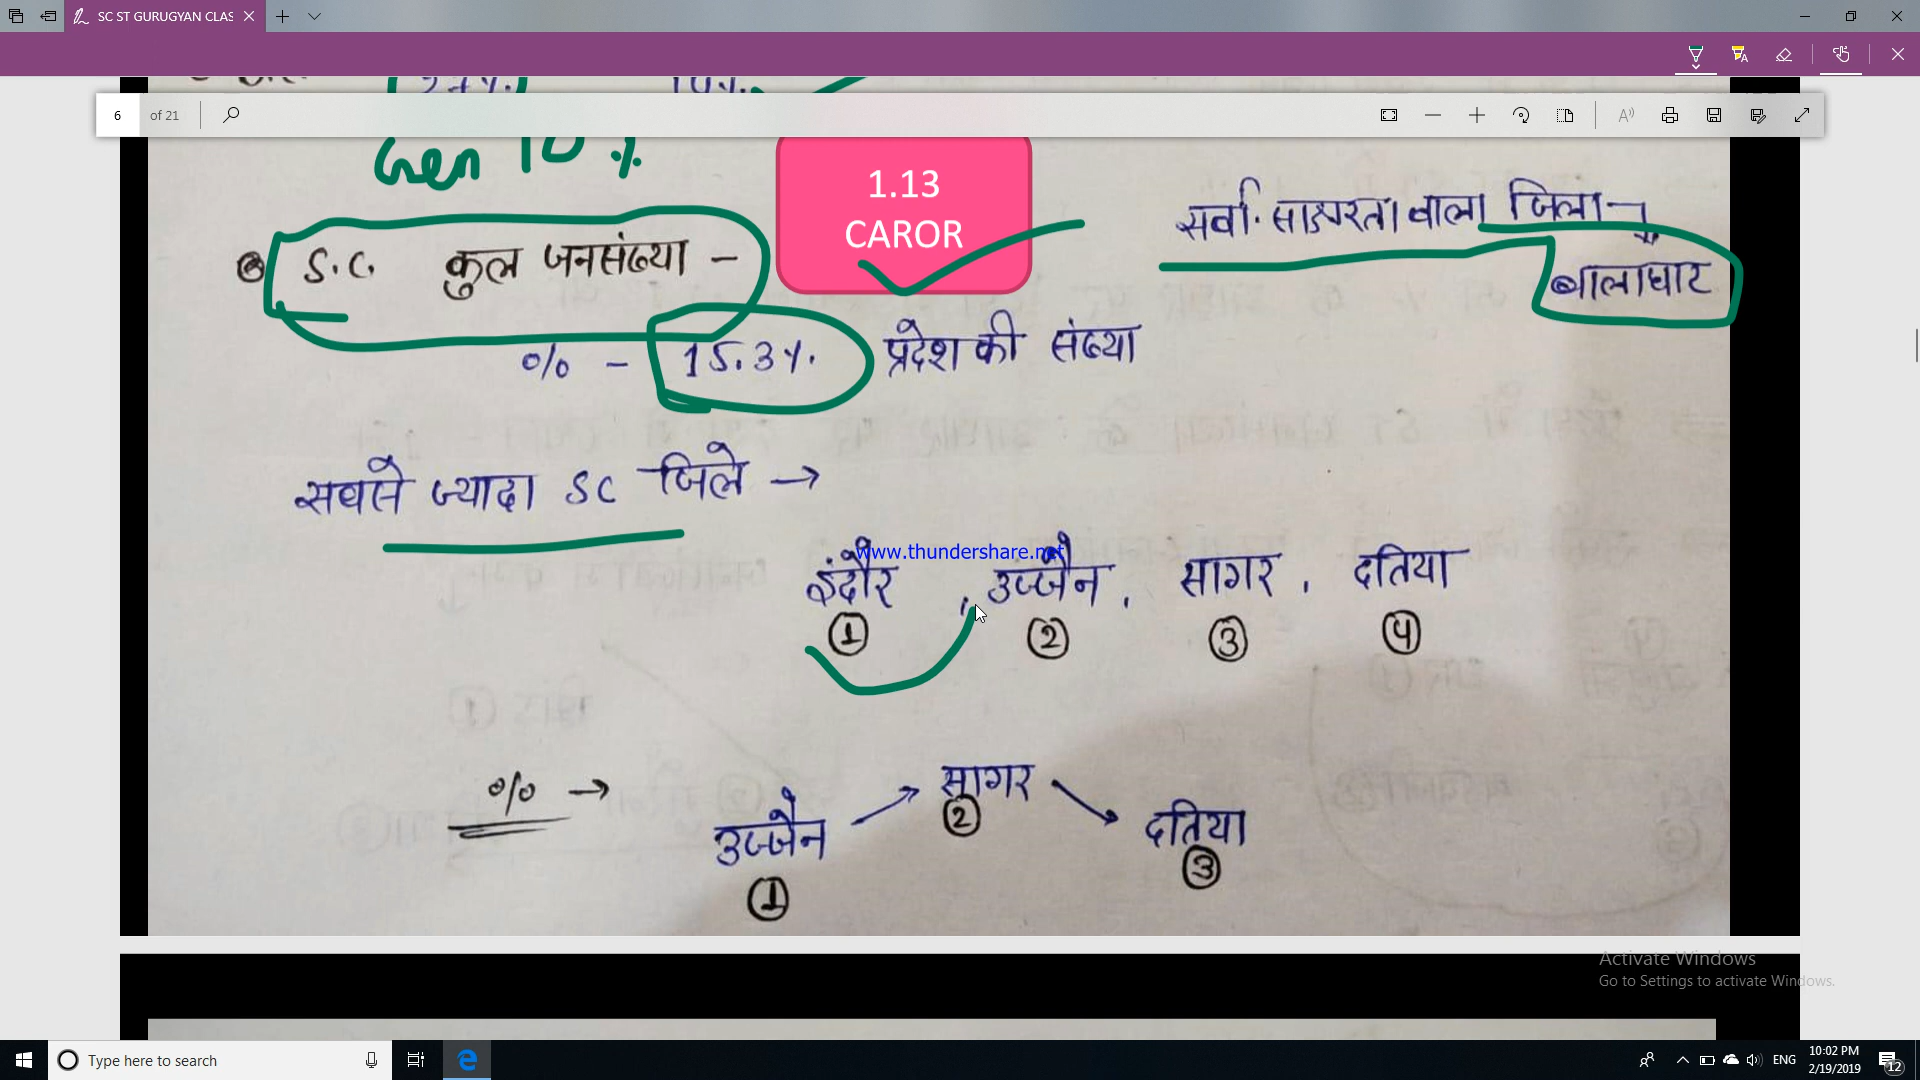 SC ST GURUGYAN CLAS
6 of 21
Gen 10%
1.13
CAROR
सर्वा. साक्षरता वाला जिला
बालाघाट
S.C. कुल जनसंख्या -
% - 15.3%. प्रदेश की संख्या
सबसे ज्यादा SC जिले →
www.thundershare.net
इंदौर , उज्जैन , सागर , दतिया
1 2 3 4
% →
सागर
2
उज्जैन
1
दतिया
3
Activate Windows
Go to Settings to activate Windows.
Type here to search
ENG
10:02 PM
2/19/2019
12